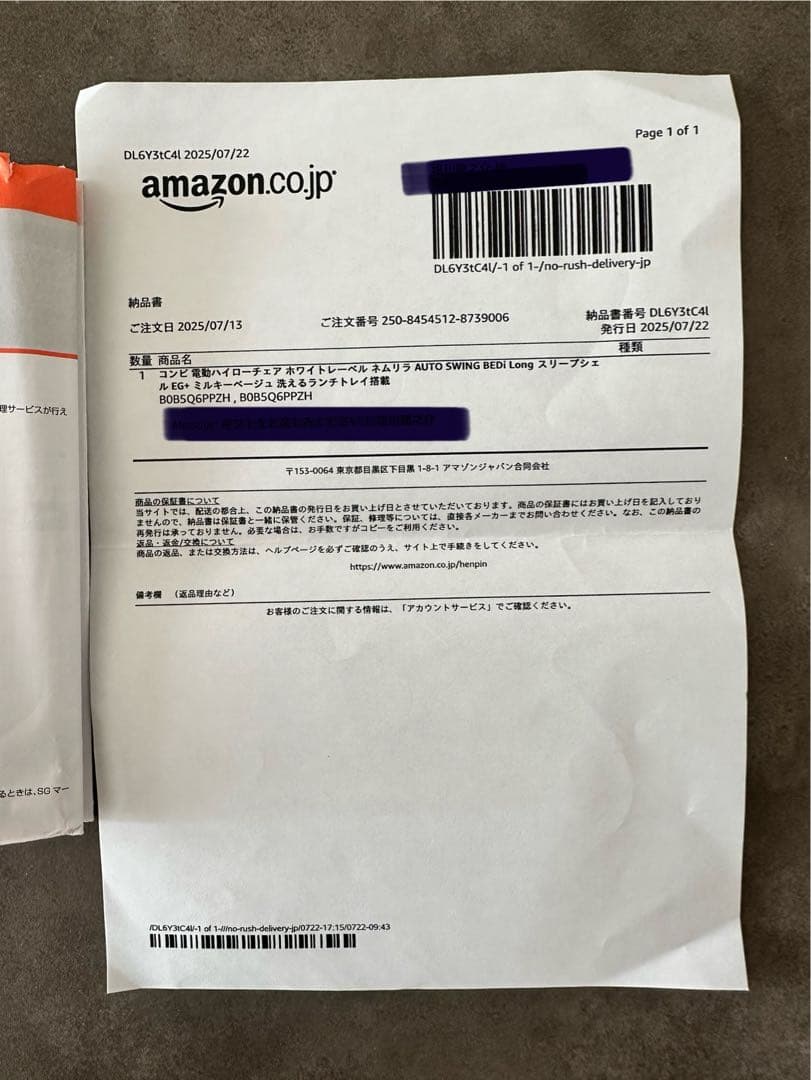 Page 1 of 1
DL6Y3tC4l 2025/07/22
amazon.co.jp
DL6Y3tC4l/-1 of 1-/no-rush-delivery-jp
納品書
ご注文日 2025/07/13
ご注文番号 250-8454512-8739006
納品書番号 DL6Y3tC4l
発行日 2025/07/22
数量 商品名
種類
1 コンビ 電動ハイローチェア ホワイトレーベル ネムリラ AUTO SWING BEDi Long スリープシェ
ル EG+ ミルキーベージュ 洗えるランチトレイ搭載
B0B5Q6PPZH , B0B5Q6PPZH
〒153-0064 東京都目黒区下目黒 1-8-1 アマゾンジャパン合同会社
商品の保証書について
当サイトでは、配送の都合上、この納品書の発行日をお買い上げ日とさせていただいております。商品の保証書にはお買い上げ日を記入しており
ませんので、納品書は保証書と一緒に保管ください。保証、修理等については、直接各メーカーまでお問い合わせください。なお、この納品書の
再発行は承っておりません。必要な場合は、お手数ですがコピーをご利用ください。
返品・返金/交換について
商品の返品、または交換方法は、ヘルプページを必ずご確認のうえ、サイト上で手続きをしてください。
https://www.amazon.co.jp/henpin
備考欄 （返品理由など）
お客様のご注文に関する情報は、「アカウントサービス」でご確認ください。
/DL6Y3tC4l/-1 of 1-///no-rush-delivery-jp/0722-17:15/0722-09:43
理サービスが行え
るときは、SG マー